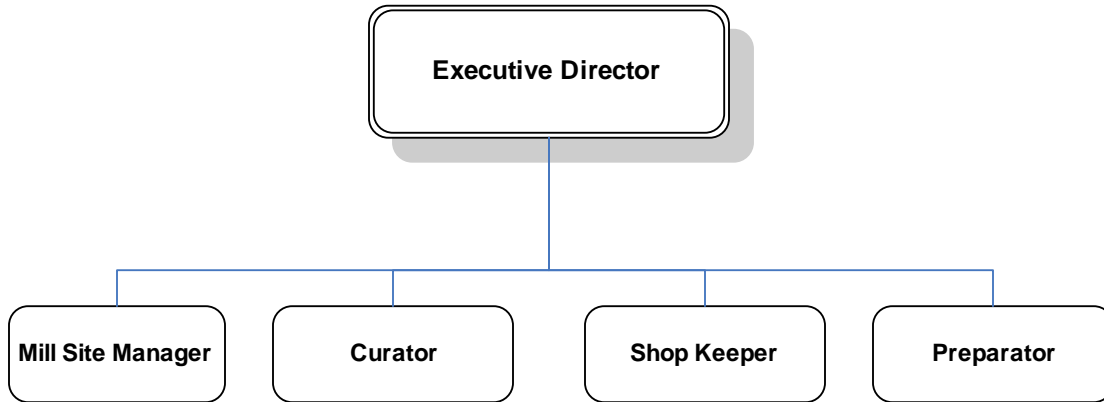 Executive Director
Mill Site Manager
Curator
Shop Keeper
Preparator